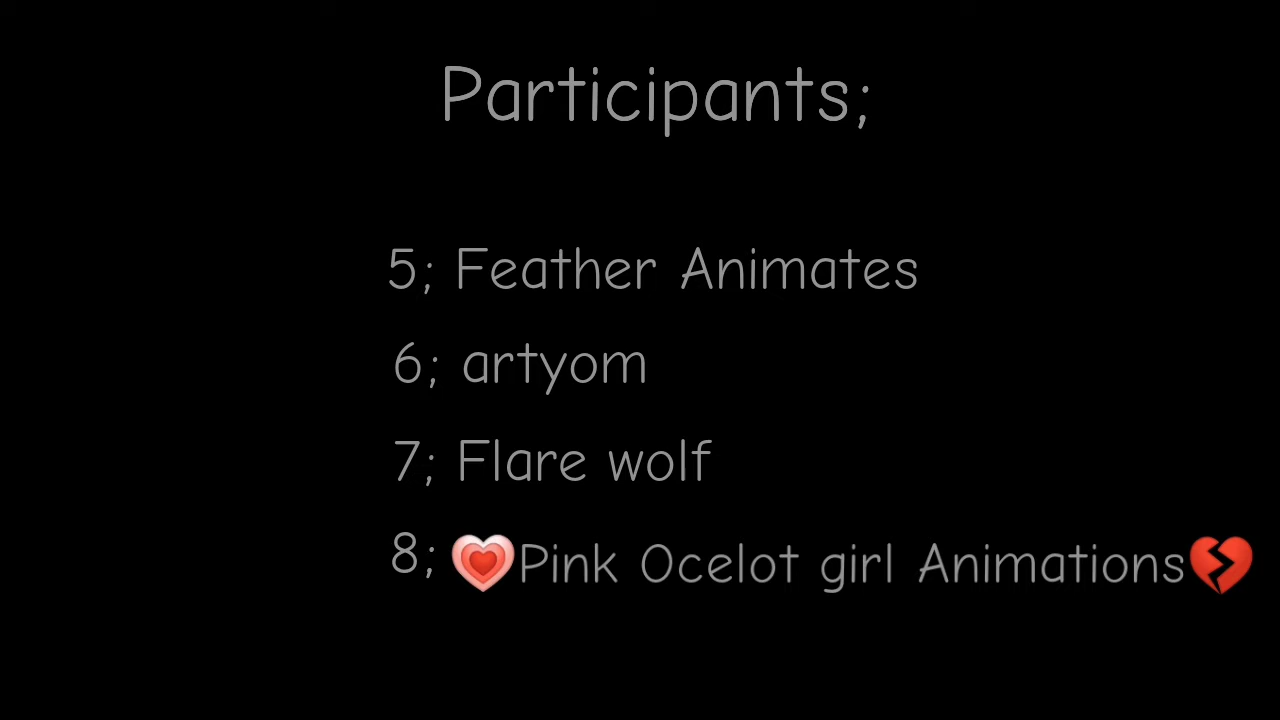 Participants;
5; Feather Animates
6; artyom
7; Flare wolf
8; 💗Pink Ocelot girl Animations💔